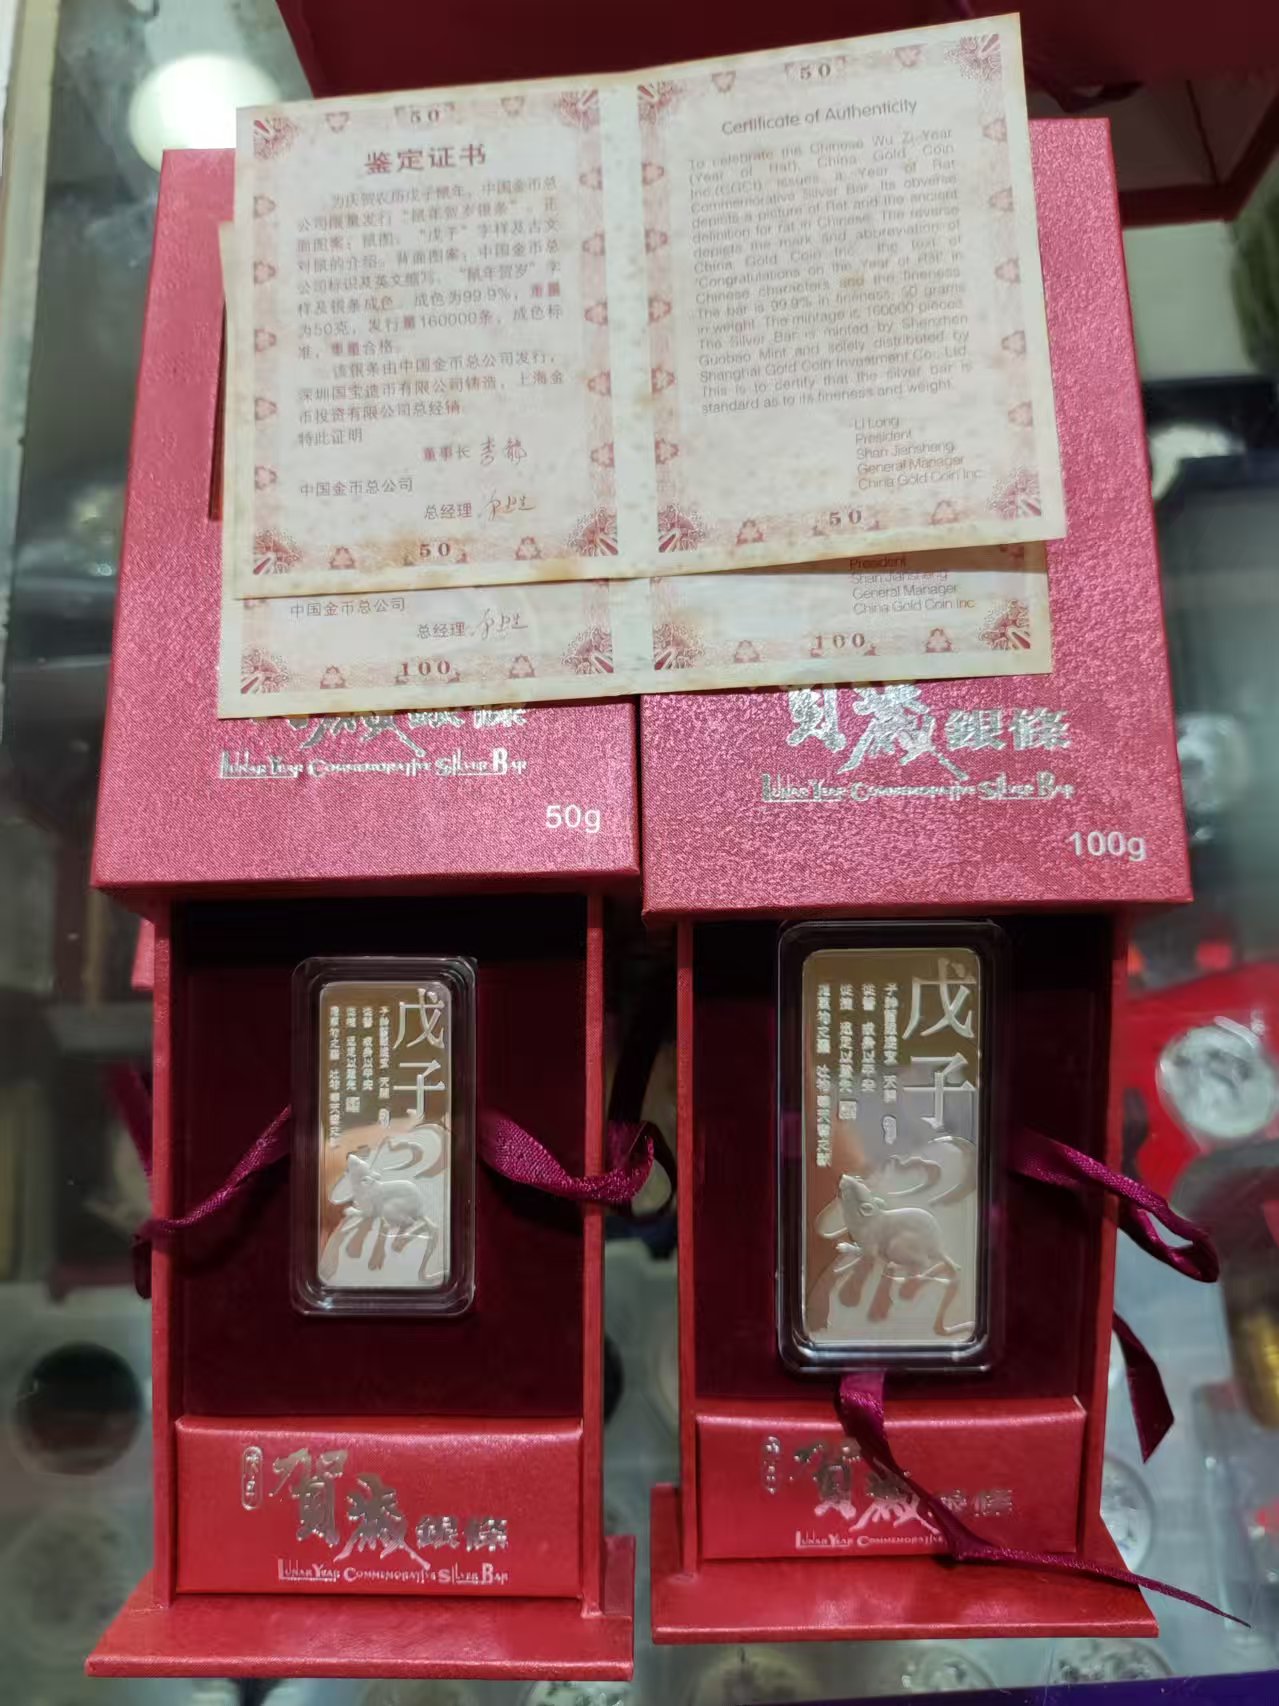 50
鉴定证书
为庆贺农历戊子鼠年，中国金币总
公司限量发行“鼠年贺岁银条”。正
面图案：鼠图、“戊子”字样及古文
对鼠的介绍。背面图案：中国金币总
公司标识及英文缩写、“鼠年贺岁”字
样及银条成色。成色为99.9%，重量
为50克，发行量160000条，成色标
准，重量合格。
该银条由中国金币总公司发行，
深圳国宝造币有限公司铸造，上海金
币投资有限公司总经销。
特此证明
董事长
中国金币总公司
总经理
50
50
Certificate of Authenticity
To celebrate the Chinese Wu Zi Year
(Year of Rat), China Gold Coin
Inc.(CGCI) issues a Year of Rat
Commemorative Silver Bar. Its obverse
depicts a picture of Rat and the ancient
definition for rat in Chinese. The reverse
depicts the mark and abbreviation of
China Gold Coin Inc., the text of
'Congratulations on the Year of Rat' in
Chinese characters and the fineness.
The bar is 99.9% in fineness, 50 grams
in weight. The mintage is 160000 pieces.
The Silver Bar is minted by Shenzhen
Guobao Mint and solely distributed by
Shanghai Gold Coin Investment Co., Ltd.
This is to certify that the silver bar is
standard as to its fineness and weight.
Li Long
President
Shan Jiansheng
General Manager
China Gold Coin Inc.
50
中国金币总公司
总经理
100
President
Shan Jiansheng
General Manager
China Gold Coin Inc.
100
賀歲銀條
LUNAR YEAR COMMEMORATIVE SILVER BAR
50g
賀歲銀條
LUNAR YEAR COMMEMORATIVE SILVER BAR
100g
戊子
戊子
賀歲銀條
LUNAR YEAR COMMEMORATIVE SILVER BAR
賀歲銀條
LUNAR YEAR COMMEMORATIVE